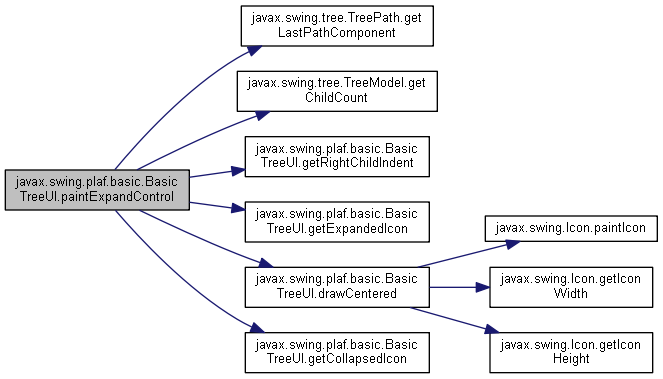 javax.swing.tree.TreePath.get
LastPathComponent
javax.swing.tree.TreeModel.get
ChildCount
javax.swing.plaf.basic.Basic
TreeUI.getRightChildIndent
javax.swing.plaf.basic.Basic
TreeUI.paintExpandControl
javax.swing.plaf.basic.Basic
TreeUI.getExpandedIcon
javax.swing.Icon.paintIcon
javax.swing.plaf.basic.Basic
TreeUI.drawCentered
javax.swing.Icon.getIcon
Width
javax.swing.plaf.basic.Basic
TreeUI.getCollapsedIcon
javax.swing.Icon.getIcon
Height